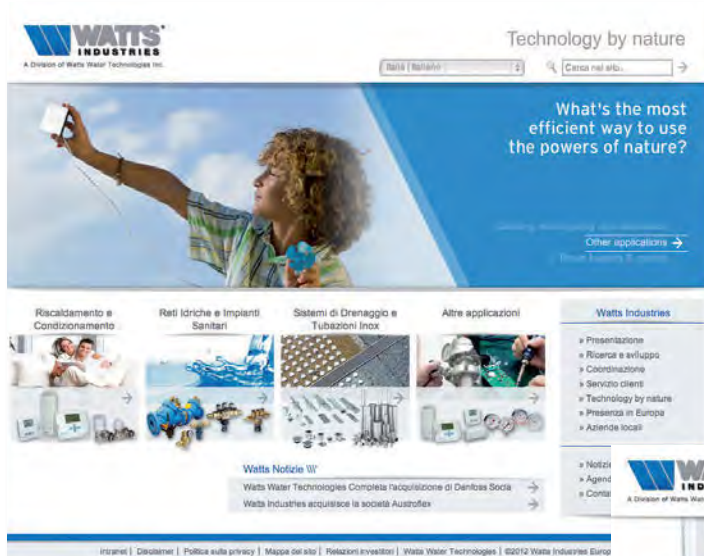 WATTS
INDUSTRIES
A Division of Watts Water Technologies Inc.
Technology by nature
Italia | Italiano
Cerca nel sito..
What's the most
efficient way to use
the powers of nature?
Other applications
Riscaldamento e
Condizionamento
Reti Idriche e Impianti
Sanitari
Sistemi di Drenaggio e
Tubazioni Inox
Altre applicazioni
Watts Industries
» Presentazione
» Ricerca e sviluppo
» Coordinazione
» Servizio clienti
» Technology by nature
» Presenza in Europa
» Aziende locali
Watts Notizie \\\'
Watts Water Technologies Completa l'acquisizione di Danfoss Socla
Watts Industries acquisisce la società Austroflex
» Notizie
» Agend
» Conta
WA
IND
A Division of Watts Wat
Intranet | Disclaimer | Politica sulla privacy | Mappa del sito | Relazioni investitori | Watts Water Technologies | ©2012 Watts Industries Europ